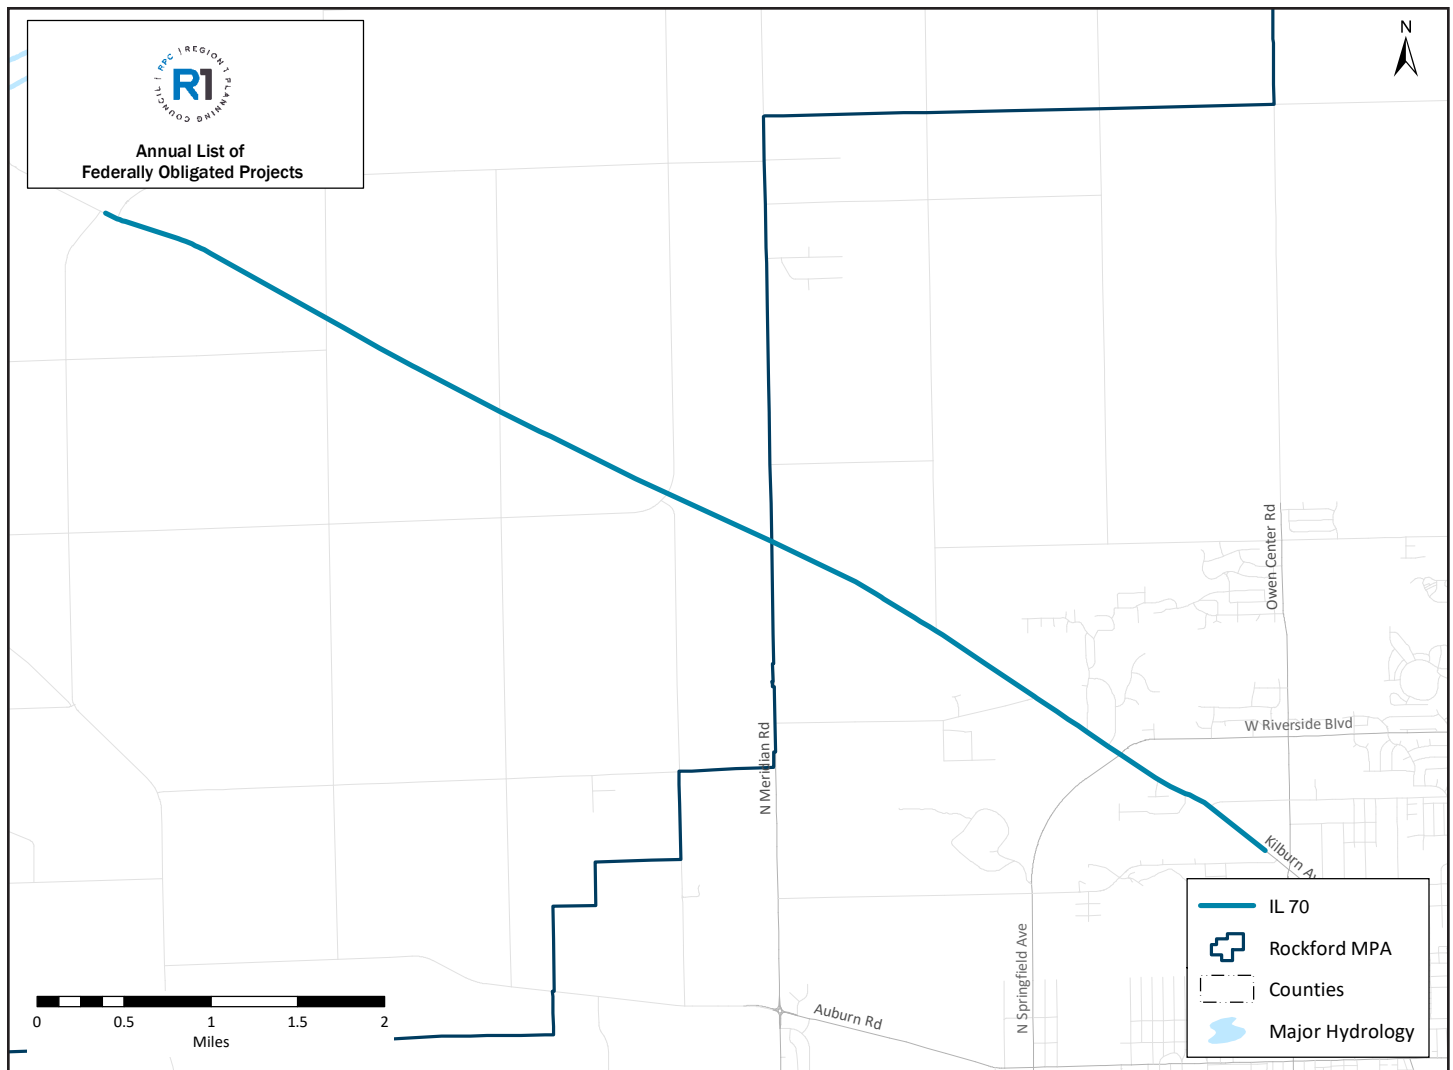 RPC | REGION 1 PLANNING COUNCIL |
R1
Annual List of
Federally Obligated Projects
N
Owen Center Rd
W Riverside Blvd
N Meridian Rd
Kilburn Av
N Springfield Ave
Auburn Rd
IL 70
Rockford MPA
Counties
Major Hydrology
0 0.5 1 1.5 2
Miles